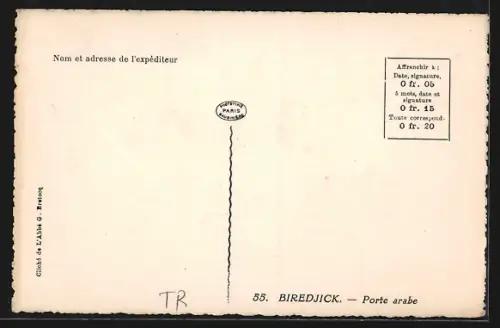 Nom et adresse de l'expéditeur
Affranchir à :
Date, signature,
0 fr. 05
5 mots, date et
signature
0 fr. 15
Toute correspond.
0 fr. 20
PARIS
Cliché de L'Abbé G. Bretocq
TR
55. BIREDJICK. — Porte arabe